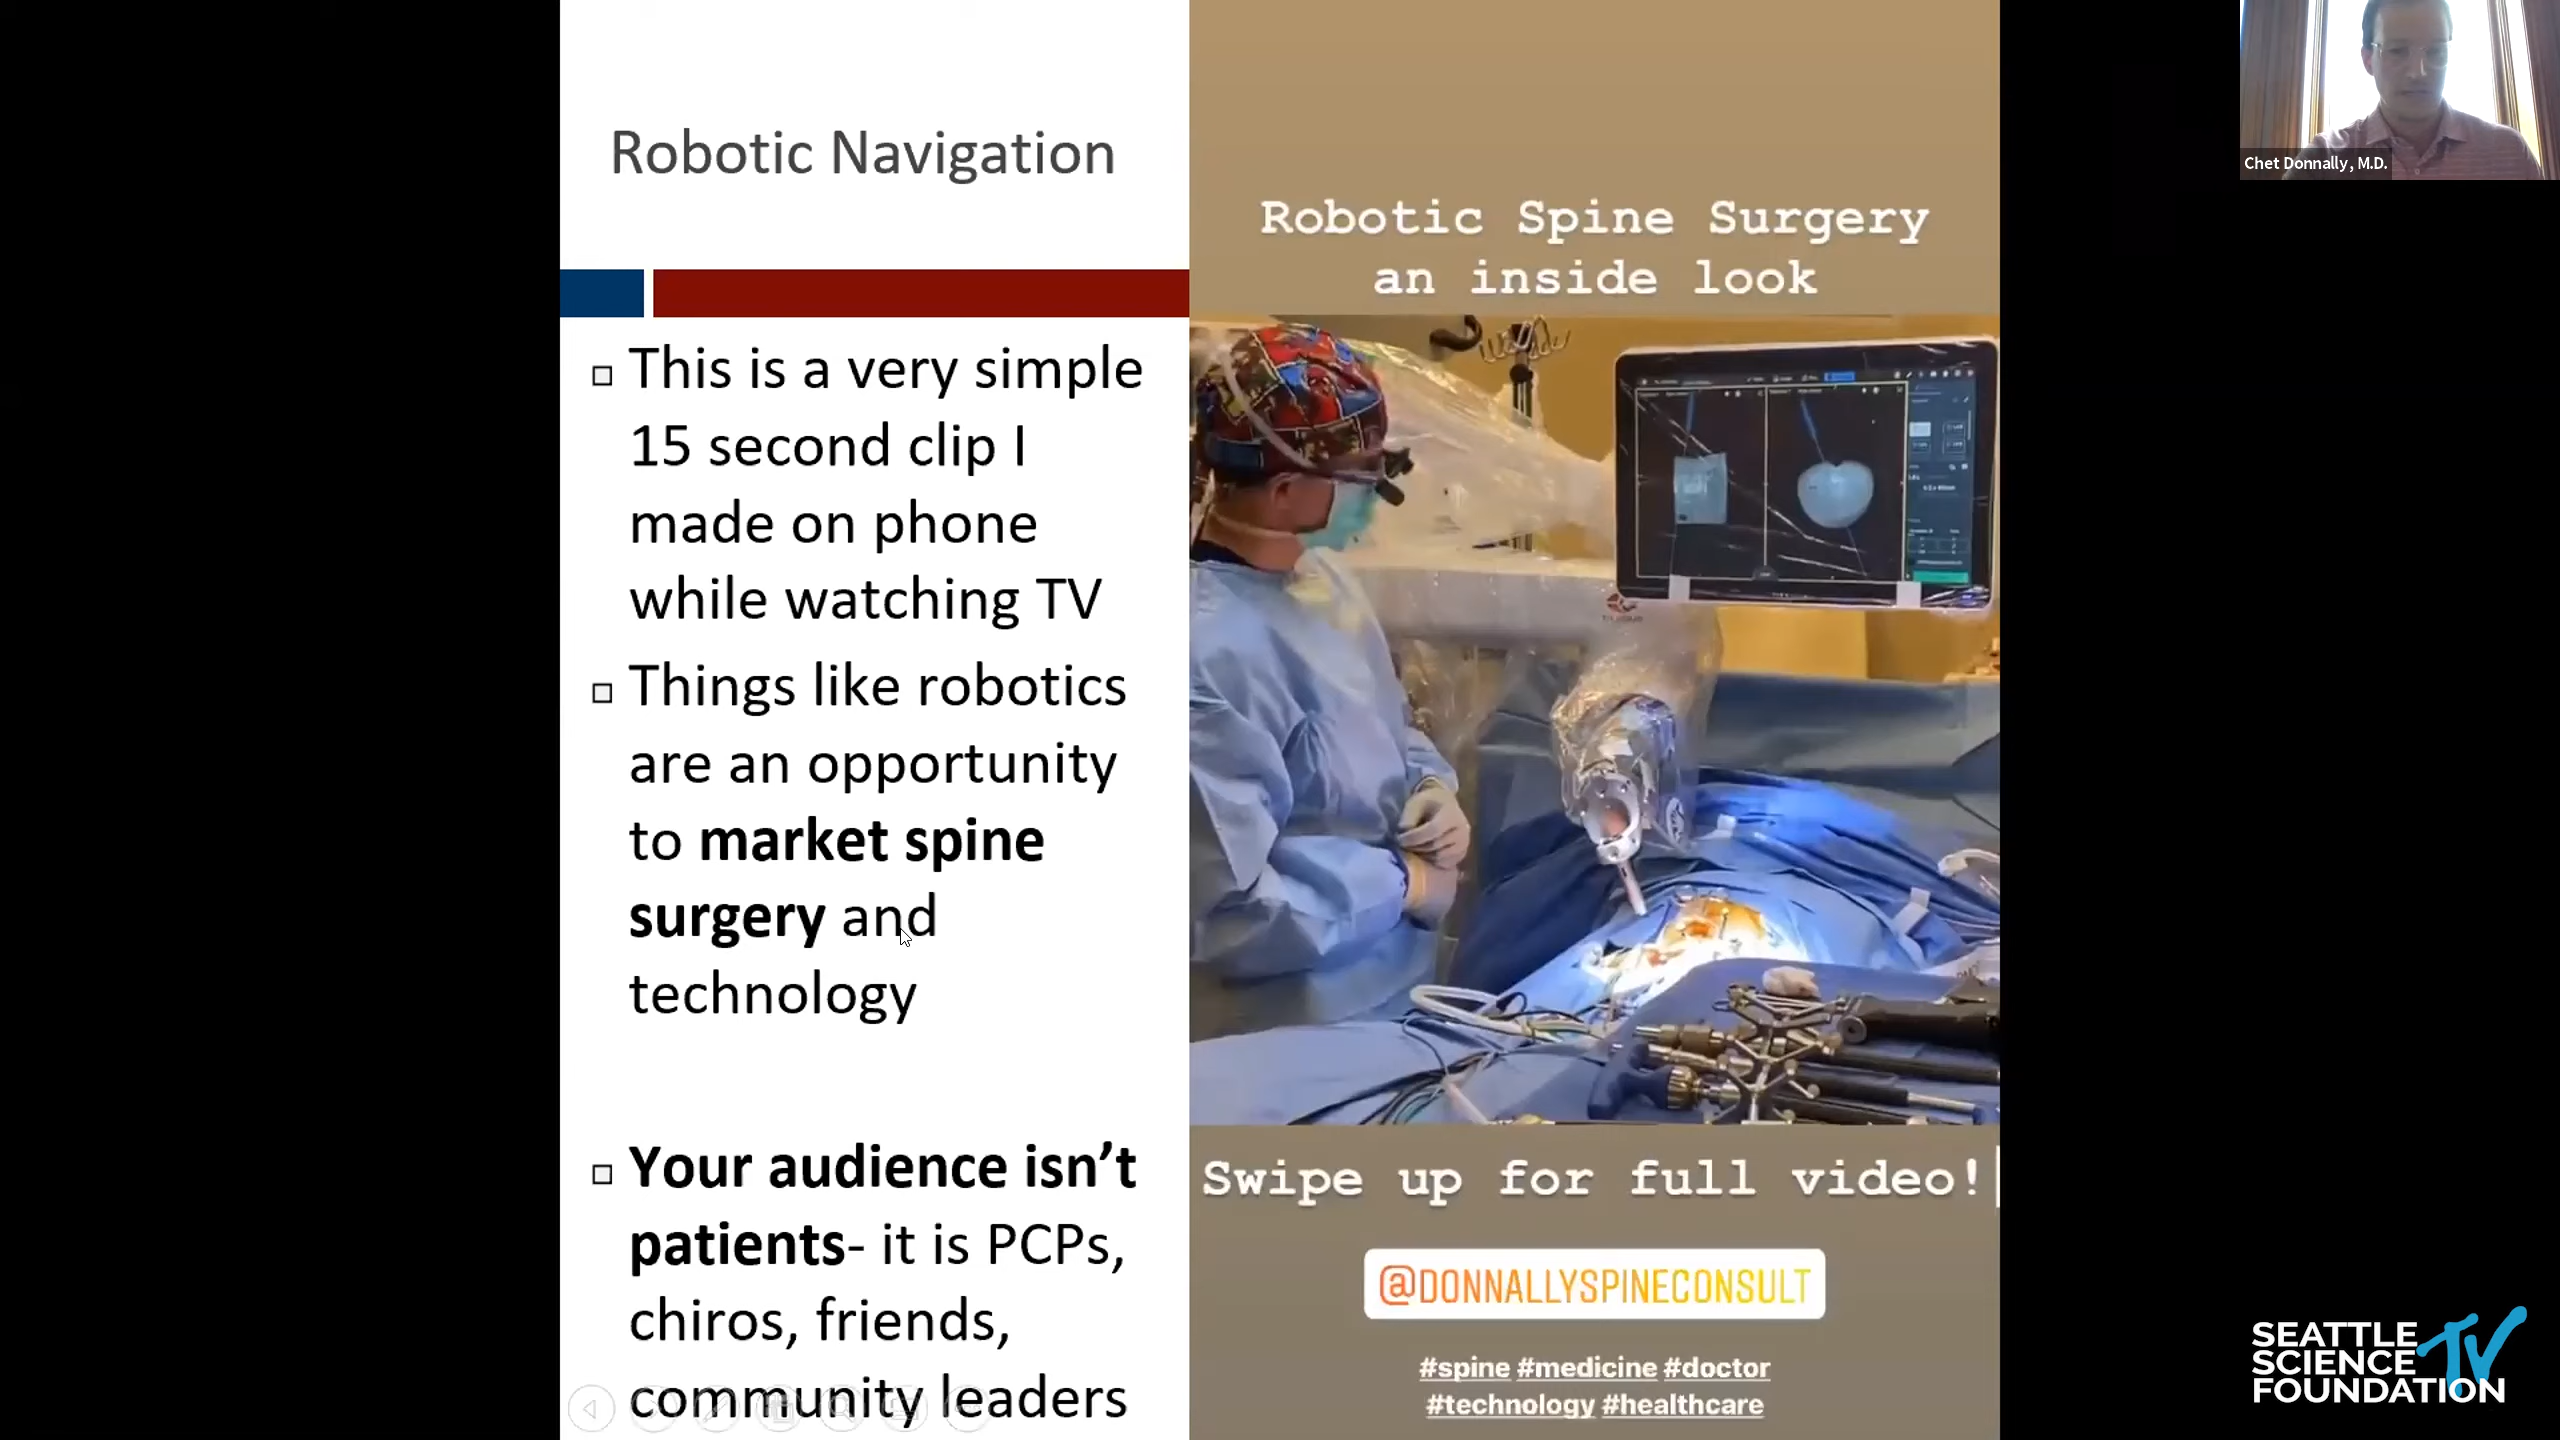 Robotic Navigation
This is a very simple
15 second clip I
made on phone
while watching TV
Things like robotics
are an opportunity
to market spine
surgery and
technology
Your audience isn’t
patients- it is PCPs,
chiros, friends,
community leaders
Robotic Spine Surgery
an inside look
Swipe up for full video!
@DONNALLYSPINECONSULT
#spine #medicine #doctor
#technology #healthcare
Chet Donnally, M.D.
SEATTLE
SCIENCE
FOUNDATION
TV